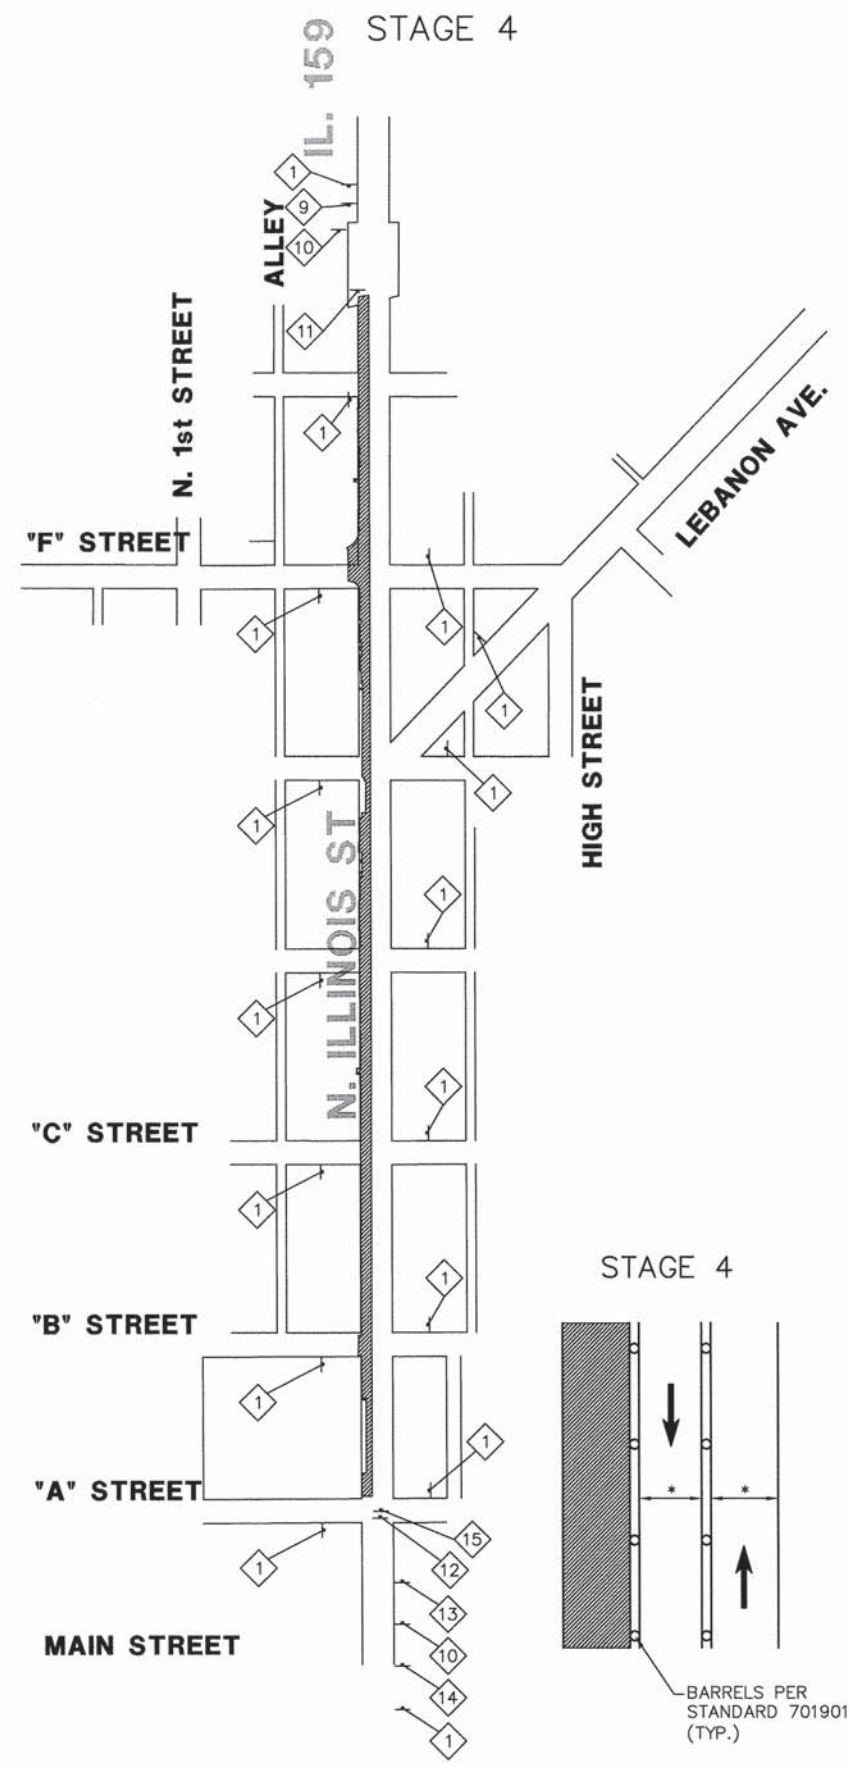 STAGE 4
IL. 159
1
9
ALLEY
10
11
N. 1st STREET
1
LEBANON AVE.
"F" STREET
1
1
1
HIGH STREET
1
1
N. ILLINOIS ST
1
1
1
"C" STREET
1
STAGE 4
1
"B" STREET
1
1
"A" STREET
* *
15
1
12
13
MAIN STREET
10
14
BARRELS PER
STANDARD 701901
(TYP.)
1